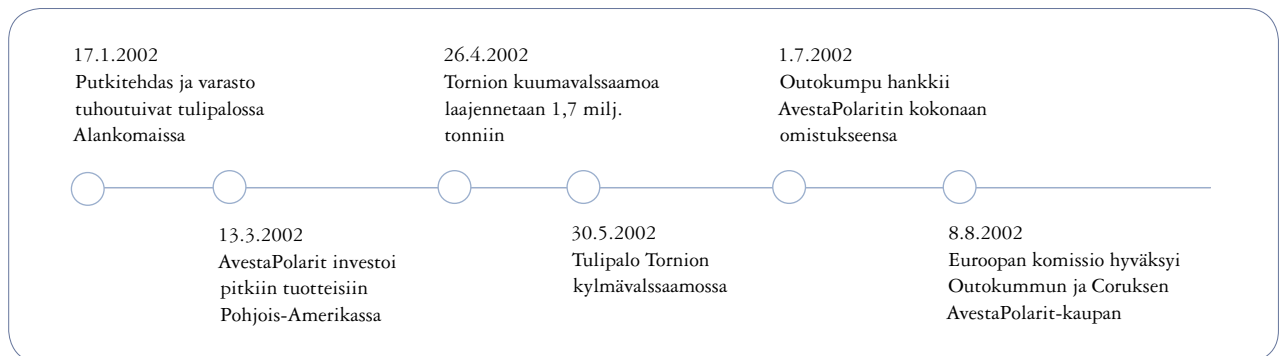 17.1.2002
Putkitehdas ja varasto
tuhoutuivat tulipalossa
Alankomaissa
13.3.2002
AvestaPolarit investoi
pitkiin tuotteisiin
Pohjois-Amerikassa
26.4.2002
Tornion kuumavalssaamoa
laajennetaan 1,7 milj.
tonniin
30.5.2002
Tulipalo Tornion
kylmävalssaamossa
1.7.2002
Outokumpu hankkii
AvestaPolaritin kokonaan
omistukseensa
8.8.2002
Euroopan komissio hyväksyi
Outokummun ja Coruksen
AvestaPolarit-kaupan